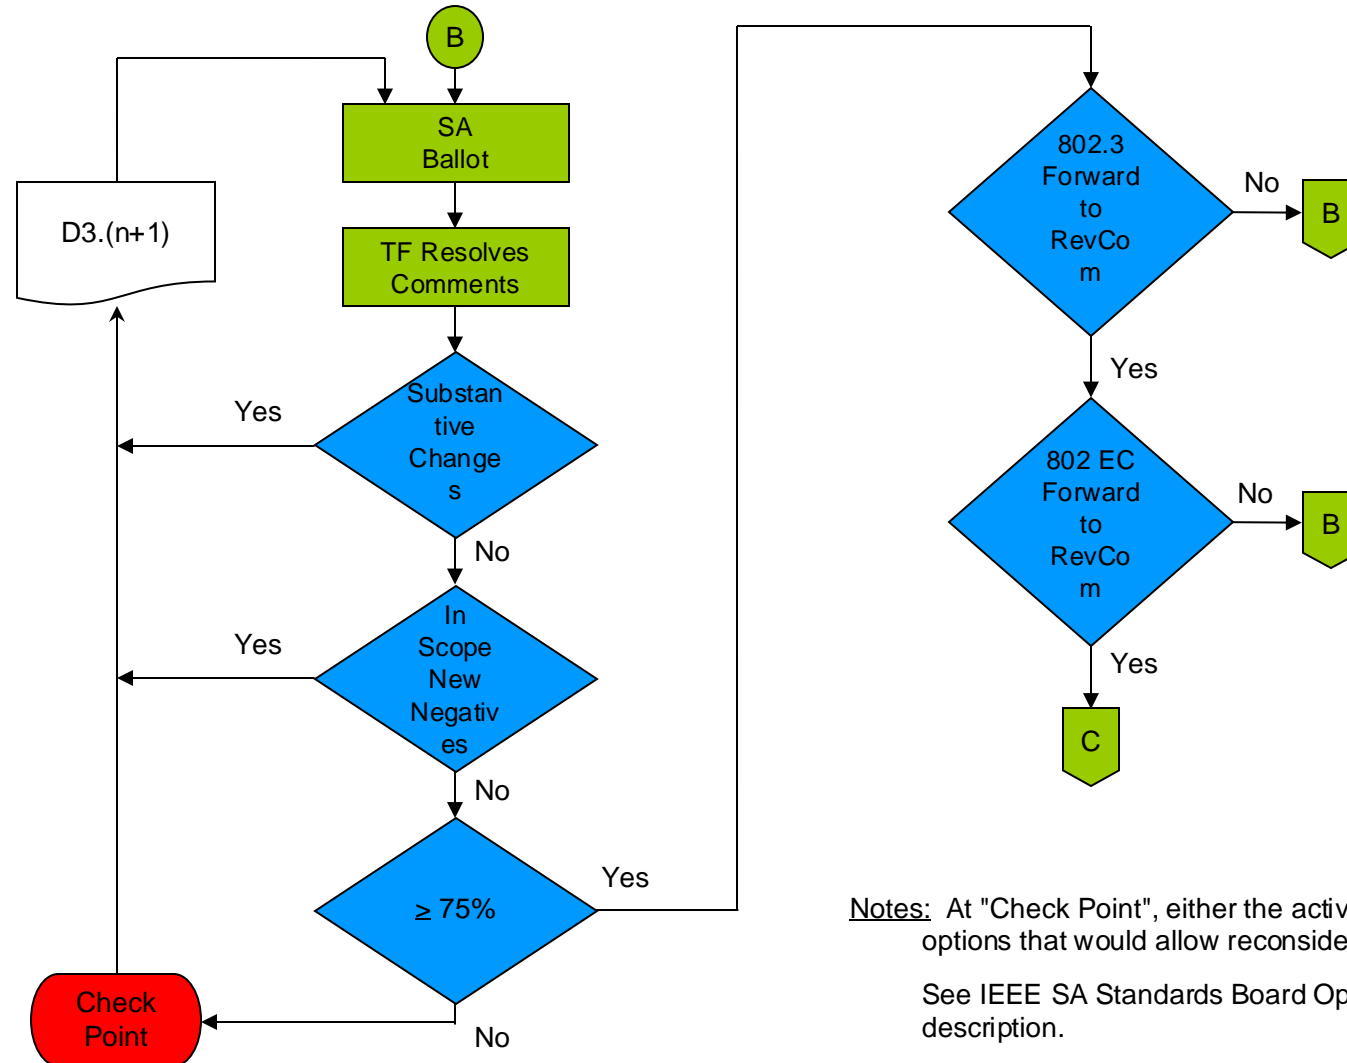 B
SA
Ballot
D3.(n+1)
TF Resolves
Comments
Substan
tive
Change
s
Yes
No
In
Scope
New
Negativ
es
Yes
No
≥ 75%
Yes
No
Check
Point
802.3
Forward
to
RevCo
m
No
B
Yes
802 EC
Forward
to
RevCo
m
No
B
Yes
C
Notes: At "Check Point", either the activ
options that would allow reconside
See IEEE SA Standards Board Op
description.